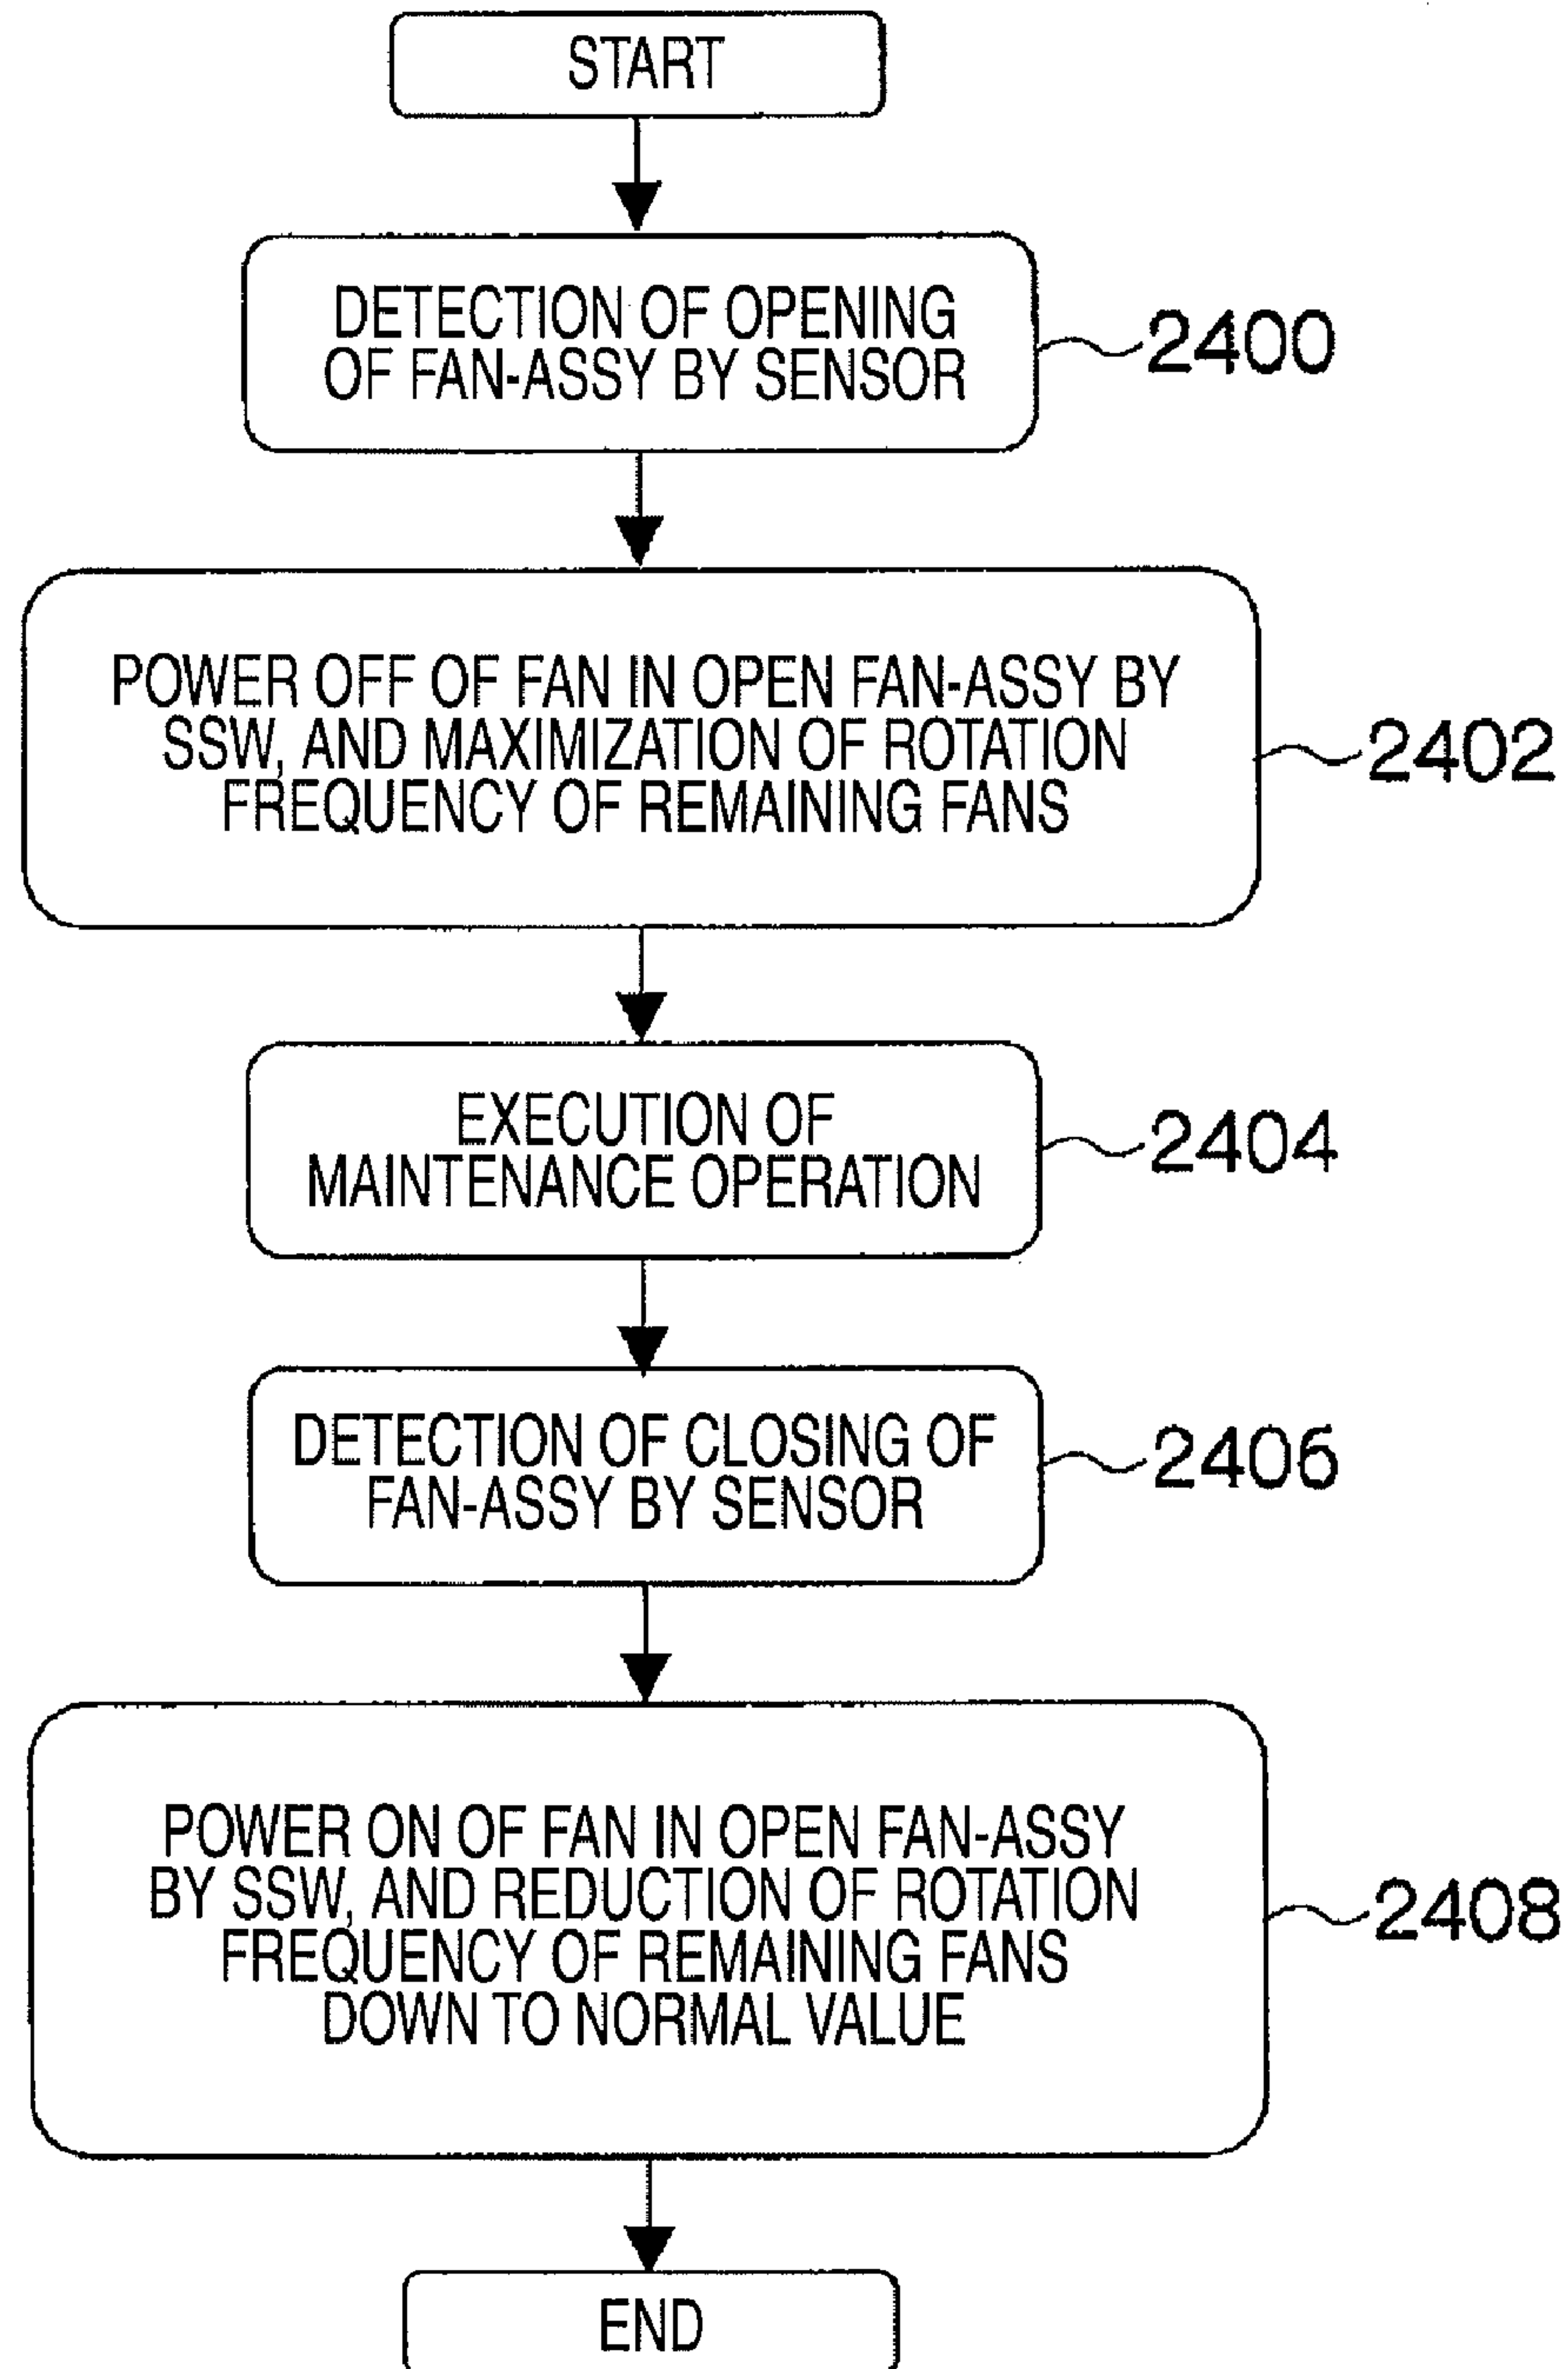 START
DETECTION OF OPENING
OF FAN-ASSY BY SENSOR
2400
POWER OFF OF FAN IN OPEN FAN-ASSY BY
SSW, AND MAXIMIZATION OF ROTATION
FREQUENCY OF REMAINING FANS
2402
EXECUTION OF
MAINTENANCE OPERATION
2404
DETECTION OF CLOSING OF
FAN-ASSY BY SENSOR
2406
POWER ON OF FAN IN OPEN FAN-ASSY
BY SSW, AND REDUCTION OF ROTATION
FREQUENCY OF REMAINING FANS
DOWN TO NORMAL VALUE
2408
END